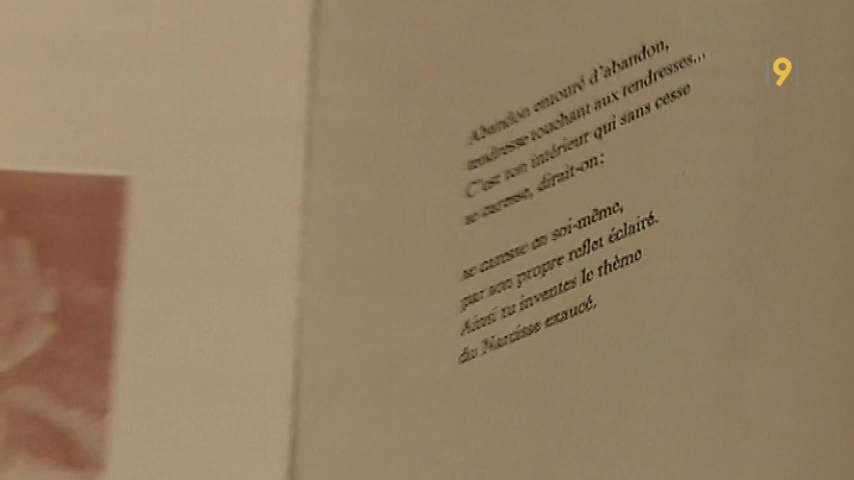 Abandon entouré d'abandon,
tendresse touchant aux tendresses...
C'est ton intérieur qui sans cesse
se caresse, dirait-on;
se caresse en soi-même,
par son propre reflet éclairé.
Ainsi tu inventes le thème
du Narcisse exaucé.
9